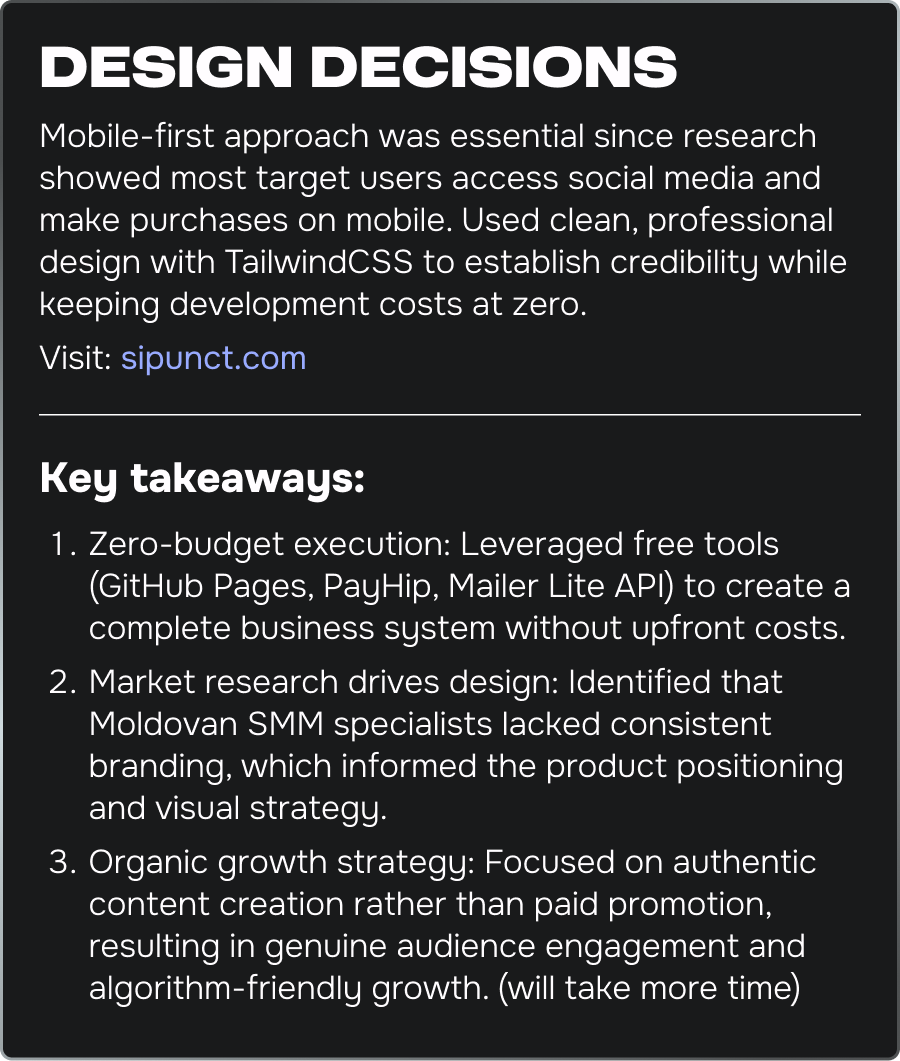 DESIGN DECISIONS
Mobile-first approach was essential since research
showed most target users access social media and
make purchases on mobile. Used clean, professional
design with TailwindCSS to establish credibility while
keeping development costs at zero.
Visit: sipunct.com
Key takeaways:
1. Zero-budget execution: Leveraged free tools
(GitHub Pages, PayHip, Mailer Lite API) to create a
complete business system without upfront costs.
2. Market research drives design: Identified that
Moldovan SMM specialists lacked consistent
branding, which informed the product positioning
and visual strategy.
3. Organic growth strategy: Focused on authentic
content creation rather than paid promotion,
resulting in genuine audience engagement and
algorithm-friendly growth. (will take more time)